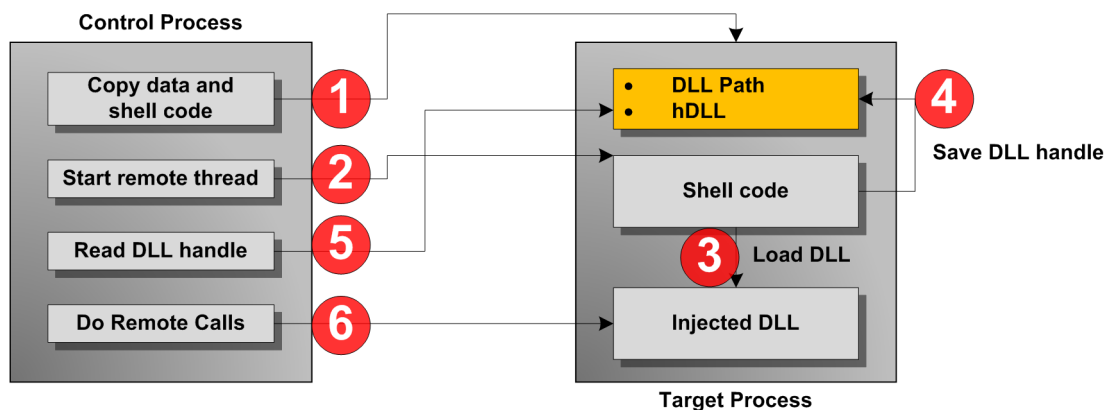 Control Process
Copy data and
shell code
1
Start remote thread
2
Read DLL handle
5
Do Remote Calls
6
• DLL Path
• hDLL
4
Save DLL handle
Shell code
3
Load DLL
Injected DLL
Target Process